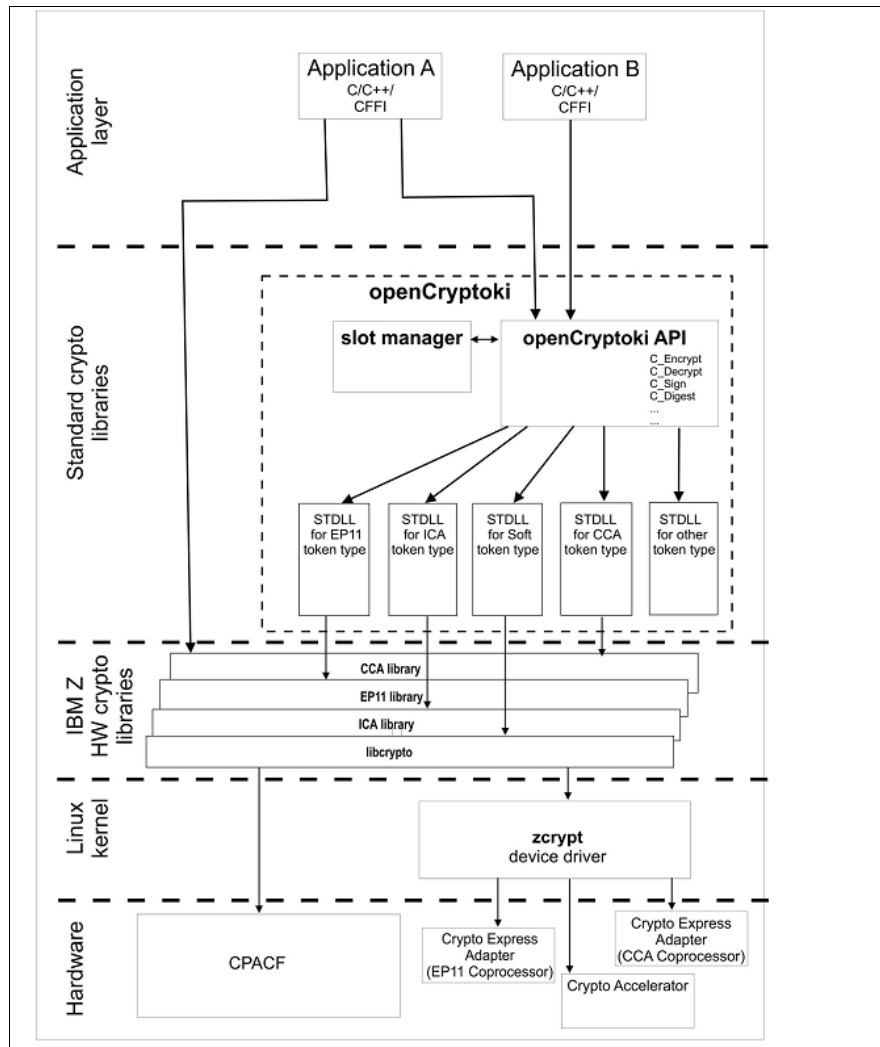 Application layer
Application A
C/C++/
CFFI
Application B
C/C++/
CFFI
Standard crypto libraries
openCryptoki
slot manager
openCryptoki API
C_Encrypt
C_Decrypt
C_Sign
C_Digest
...
...
STDLL
for EP11
token type
STDLL
for ICA
token type
STDLL
for Soft
token type
STDLL
for CCA
token type
STDLL
for other
token type
IBM Z
HW crypto
libraries
CCA library
EP11 library
ICA library
libcrypto
Linux
kernel
zcrypt
device driver
Hardware
CPACF
Crypto Express
Adapter
(EP11 Coprocessor)
Crypto Accelerator
Crypto Express
Adapter
(CCA Coprocessor)